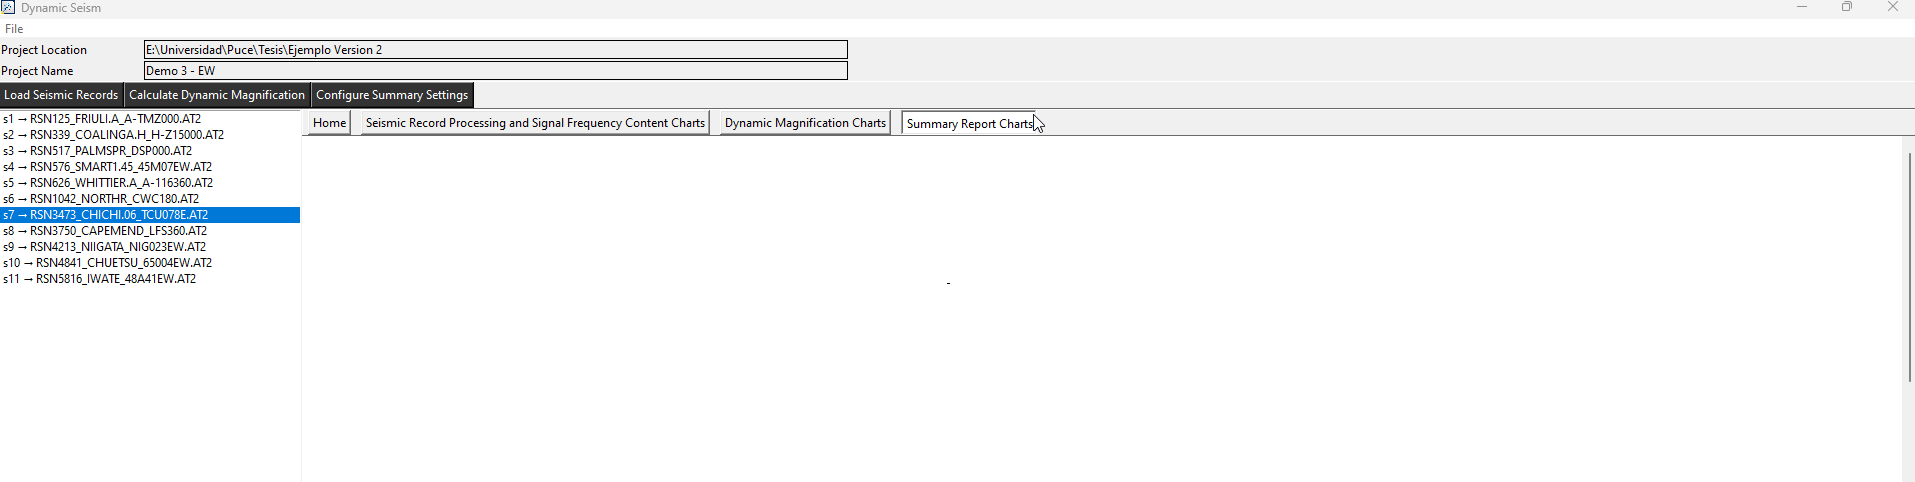 Dynamic Seism
File
Project Location E:\Universidad\Puce\Tesis\Ejemplo Version 2
Project Name Demo 3 - EW
Load Seismic Records Calculate Dynamic Magnification Configure Summary Settings
Home Seismic Record Processing and Signal Frequency Content Charts Dynamic Magnification Charts Summary Report Charts
s1 → RSN125_FRIULI.A_A-TMZ000.AT2
s2 → RSN339_COALINGA.H_H-Z15000.AT2
s3 → RSN517_PALMSPR_DSP000.AT2
s4 → RSN576_SMART1.45_45M07EW.AT2
s5 → RSN626_WHITTIER.A_A-116360.AT2
s6 → RSN1042_NORTHR_CWC180.AT2
s7 → RSN3473_CHICHI.06_TCU078E.AT2
s8 → RSN3750_CAPEMEND_LFS360.AT2
s9 → RSN4213_NIIGATA_NIG023EW.AT2
s10 → RSN4841_CHUETSU_65004EW.AT2
s11 → RSN5816_IWATE_48A41EW.AT2
-